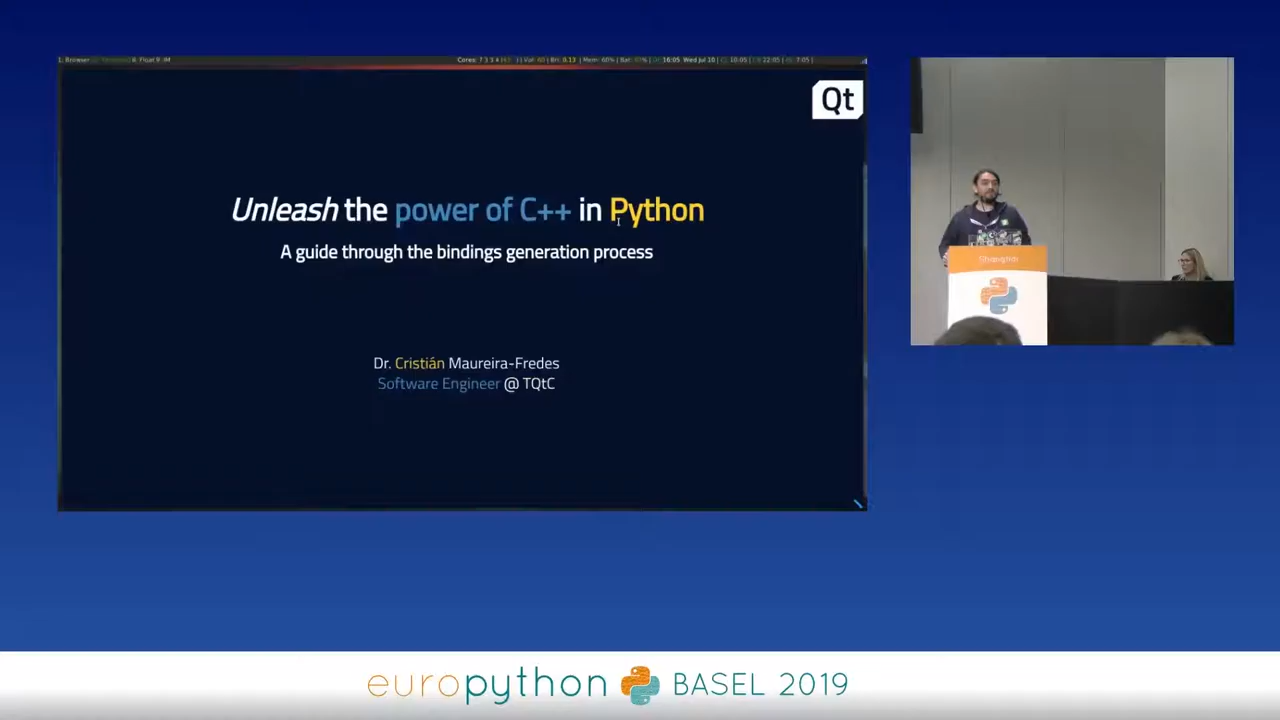 Qt
Unleash the power of C++ in Python
A guide through the bindings generation process
Dr. Cristián Maureira-Fredes
Software Engineer @ TQtC
europython BASEL 2019